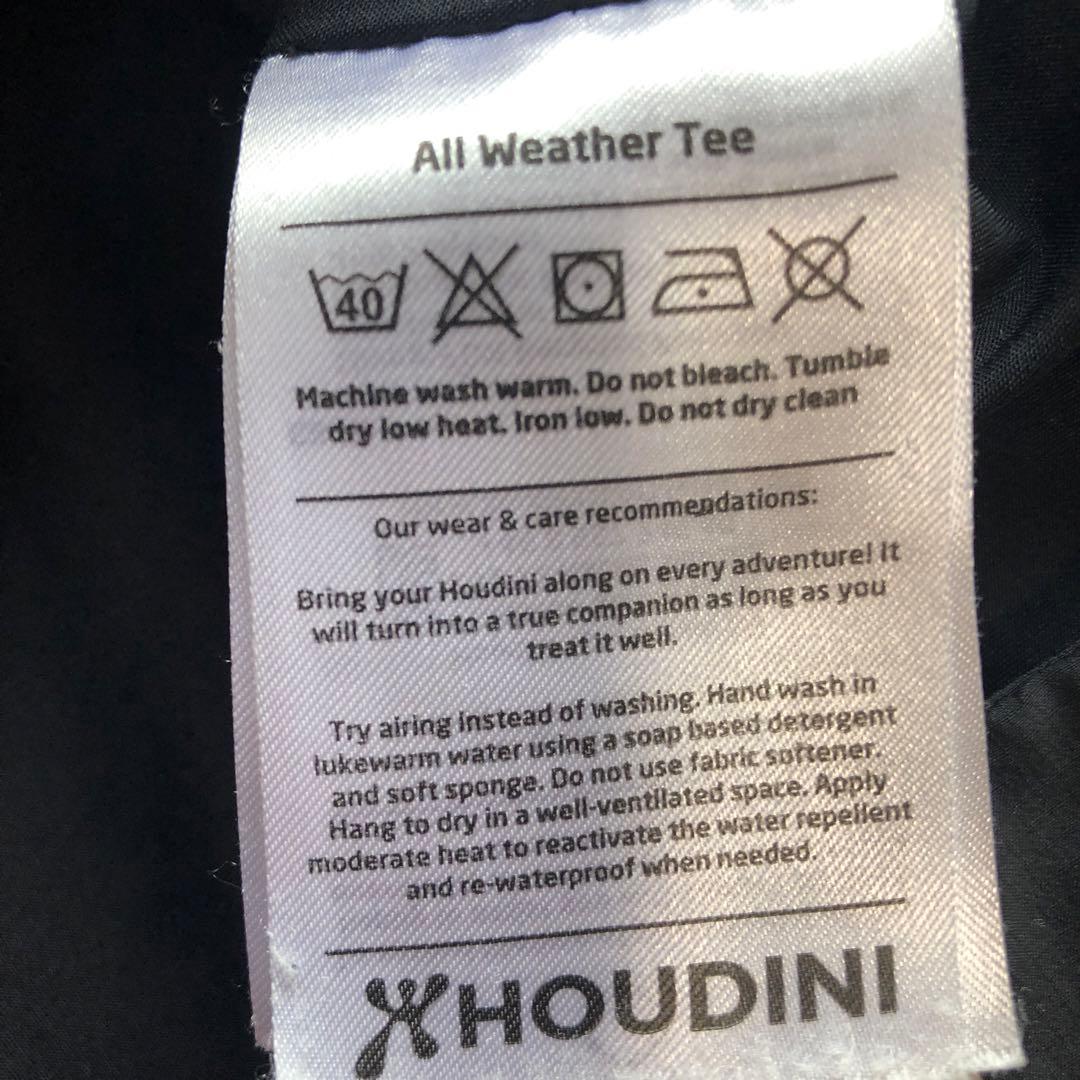 All Weather Tee
40
Machine wash warm. Do not bleach. Tumble
dry low heat. Iron low. Do not dry clean
Our wear & care recommendations:
Bring your Houdini along on every adventure! It
will turn into a true companion as long as you
treat it well.
Try airing instead of washing. Hand wash in
lukewarm water using a soap based detergent
and soft sponge. Do not use fabric softener.
Hang to dry in a well-ventilated space. Apply
moderate heat to reactivate the water repellent
and re-waterproof when needed.
HOUDINI